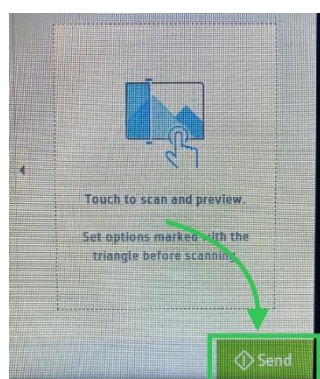 Touch to scan and preview.
Set options marked with the
triangle before scanning.
Send